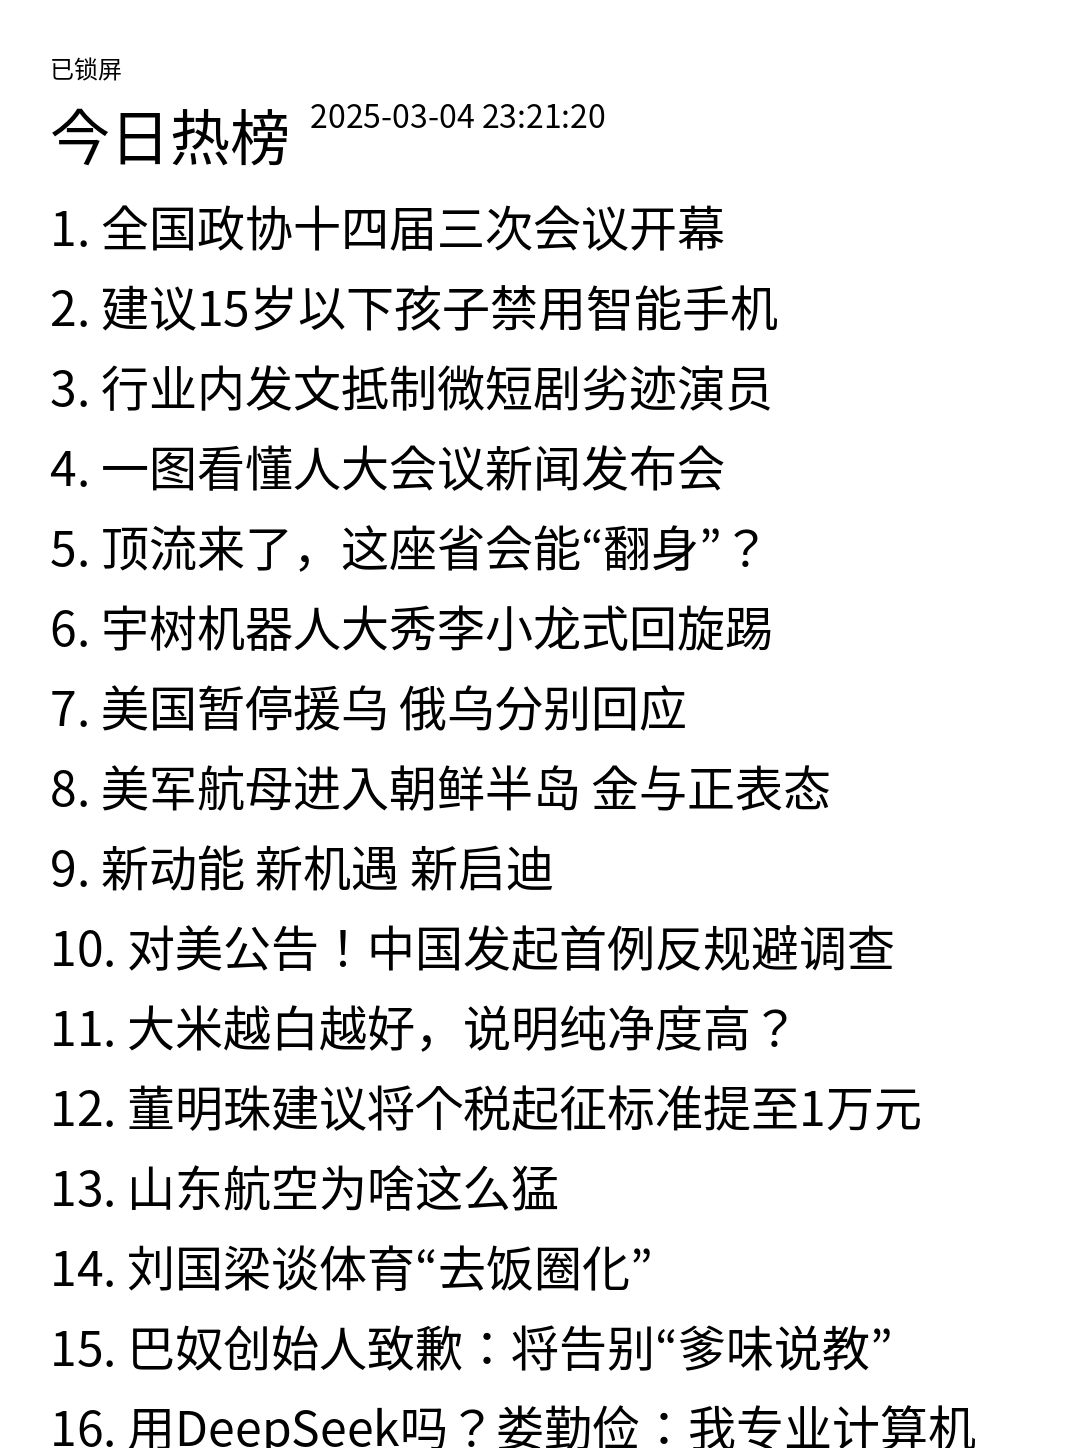 已锁屏
今日热榜 2025-03-04 23:21:20
1. 全国政协十四届三次会议开幕
2. 建议15岁以下孩子禁用智能手机
3. 行业内发文抵制微短剧劣迹演员
4. 一图看懂人大会议新闻发布会
5. 顶流来了，这座省会能“翻身”？
6. 宇树机器人大秀李小龙式回旋踢
7. 美国暂停援乌 俄乌分别回应
8. 美军航母进入朝鲜半岛 金与正表态
9. 新动能 新机遇 新启迪
10. 对美公告！中国发起首例反规避调查
11. 大米越白越好，说明纯净度高？
12. 董明珠建议将个税起征标准提至1万元
13. 山东航空为啥这么猛
14. 刘国梁谈体育“去饭圈化”
15. 巴奴创始人致歉：将告别“爹味说教”
16. 用DeepSeek吗？娄勤俭：我专业计算机